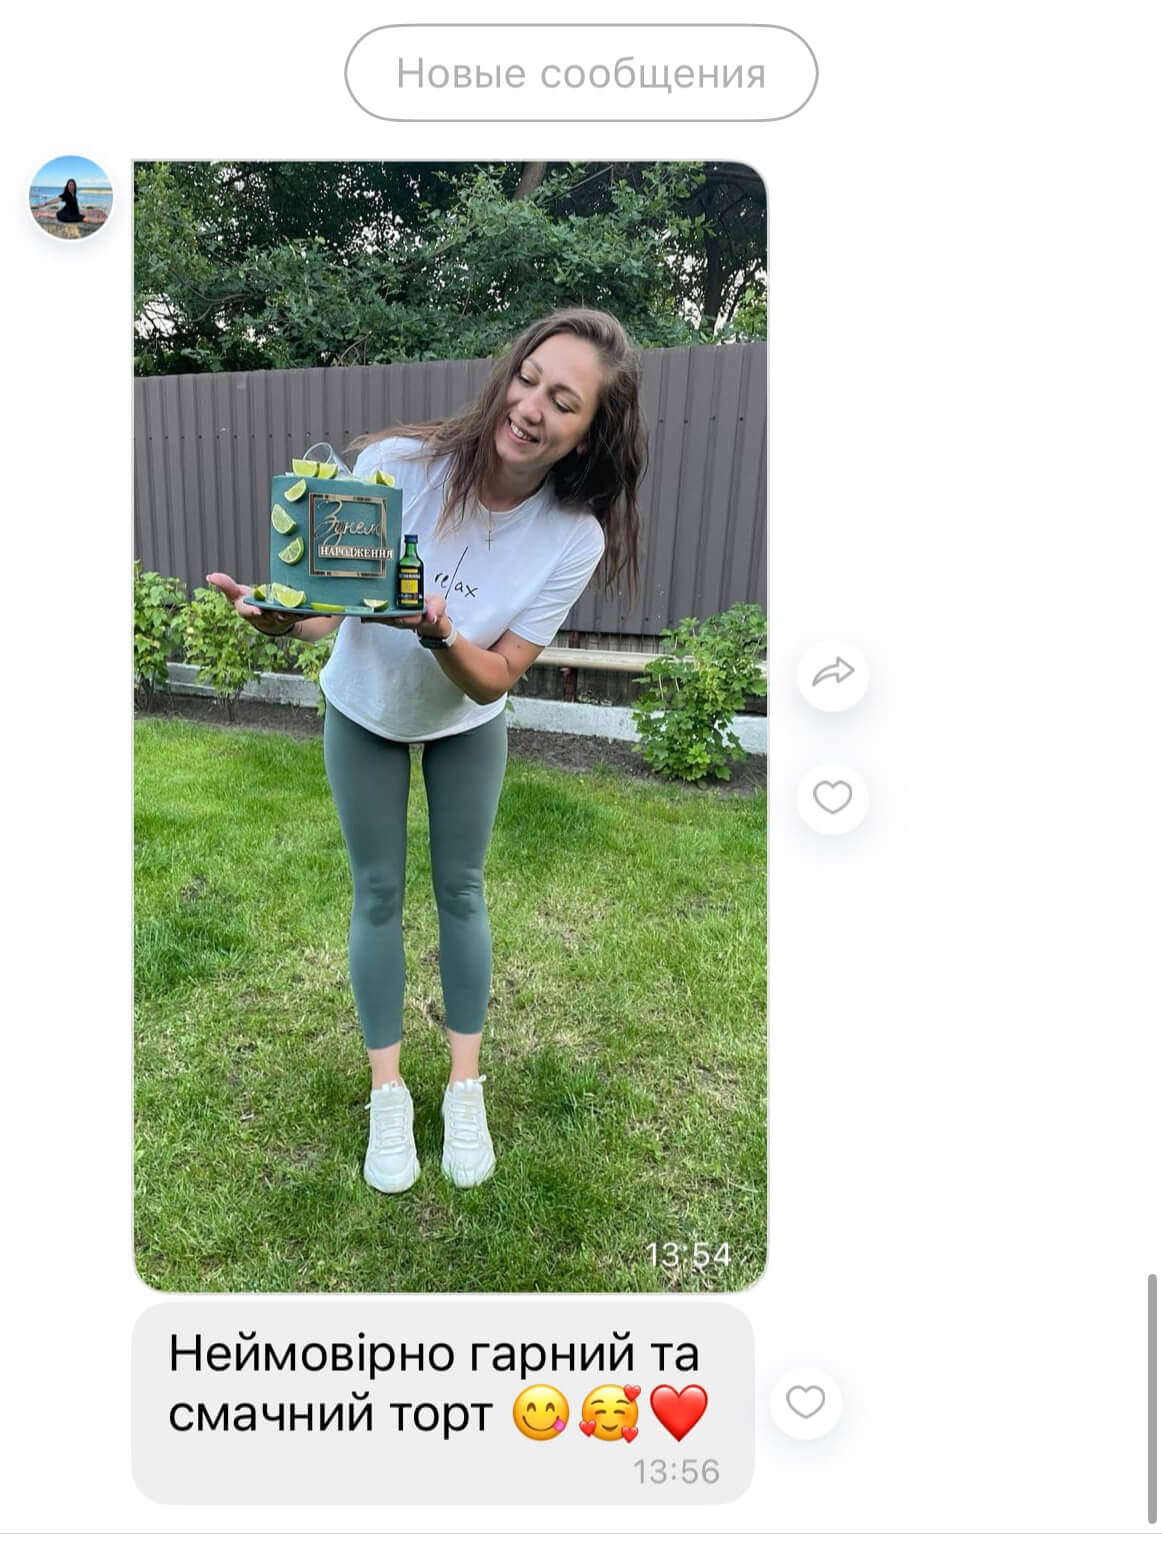 Новые сообщения
З днем
НАРОДЖЕННЯ
relax
13:54
Неймовірно гарний та
смачний торт 😋🥰❤️
13:56